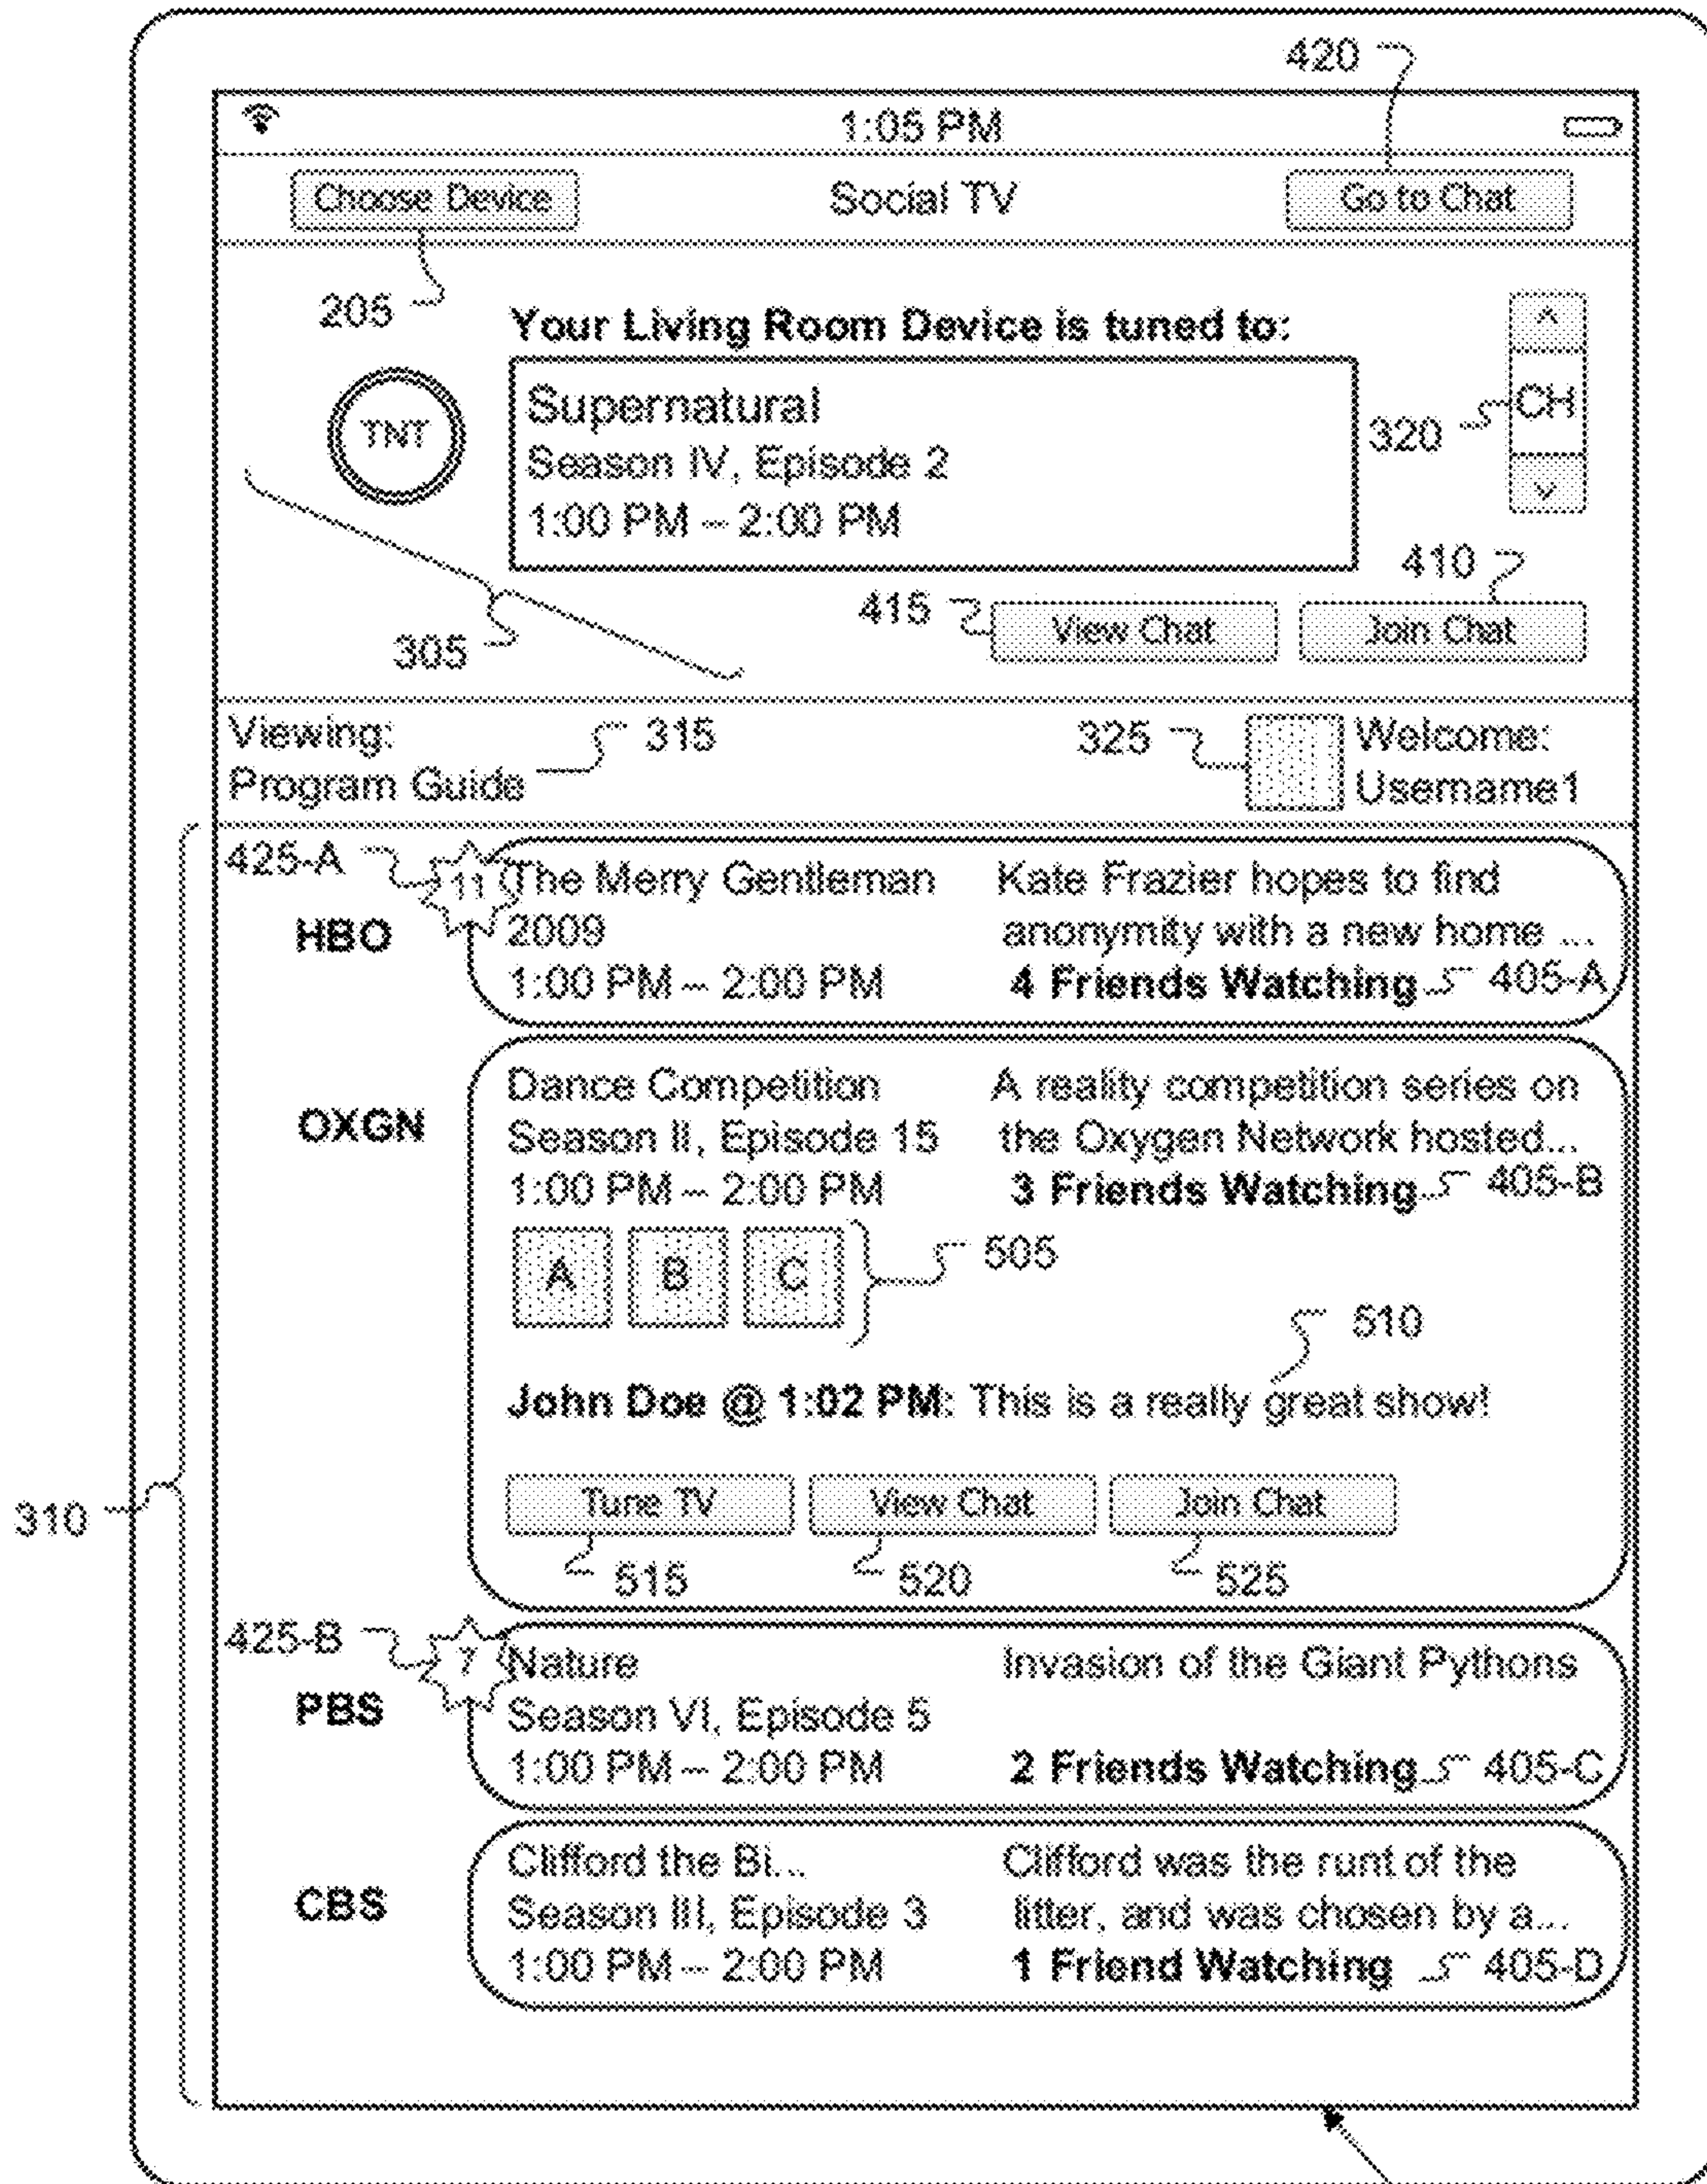 420
1:05 PM
Choose Device
Social TV
Go to Chat
205
Your Living Room Device is tuned to:
^
TNT
Supernatural
Season IV, Episode 2
1:00 PM – 2:00 PM
320
CH
v
410
415
View Chat
Join Chat
305
Viewing:
Program Guide
315
325
Welcome:
Username1
310
425-A
11
HBO
The Merry Gentleman
2009
1:00 PM – 2:00 PM
Kate Frazier hopes to find
anonymity with a new home ...
4 Friends Watching
405-A
OXGN
Dance Competition
Season II, Episode 15
1:00 PM – 2:00 PM
A reality competition series on
the Oxygen Network hosted...
3 Friends Watching
405-B
A B C
505
510
John Doe @ 1:02 PM: This is a really great show!
Tune TV
View Chat
Join Chat
515
520
525
425-B
7
PBS
Nature
Season VI, Episode 5
1:00 PM – 2:00 PM
Invasion of the Giant Pythons
2 Friends Watching
405-C
CBS
Clifford the Bi...
Season III, Episode 3
1:00 PM – 2:00 PM
Clifford was the runt of the
litter, and was chosen by a...
1 Friend Watching
405-D